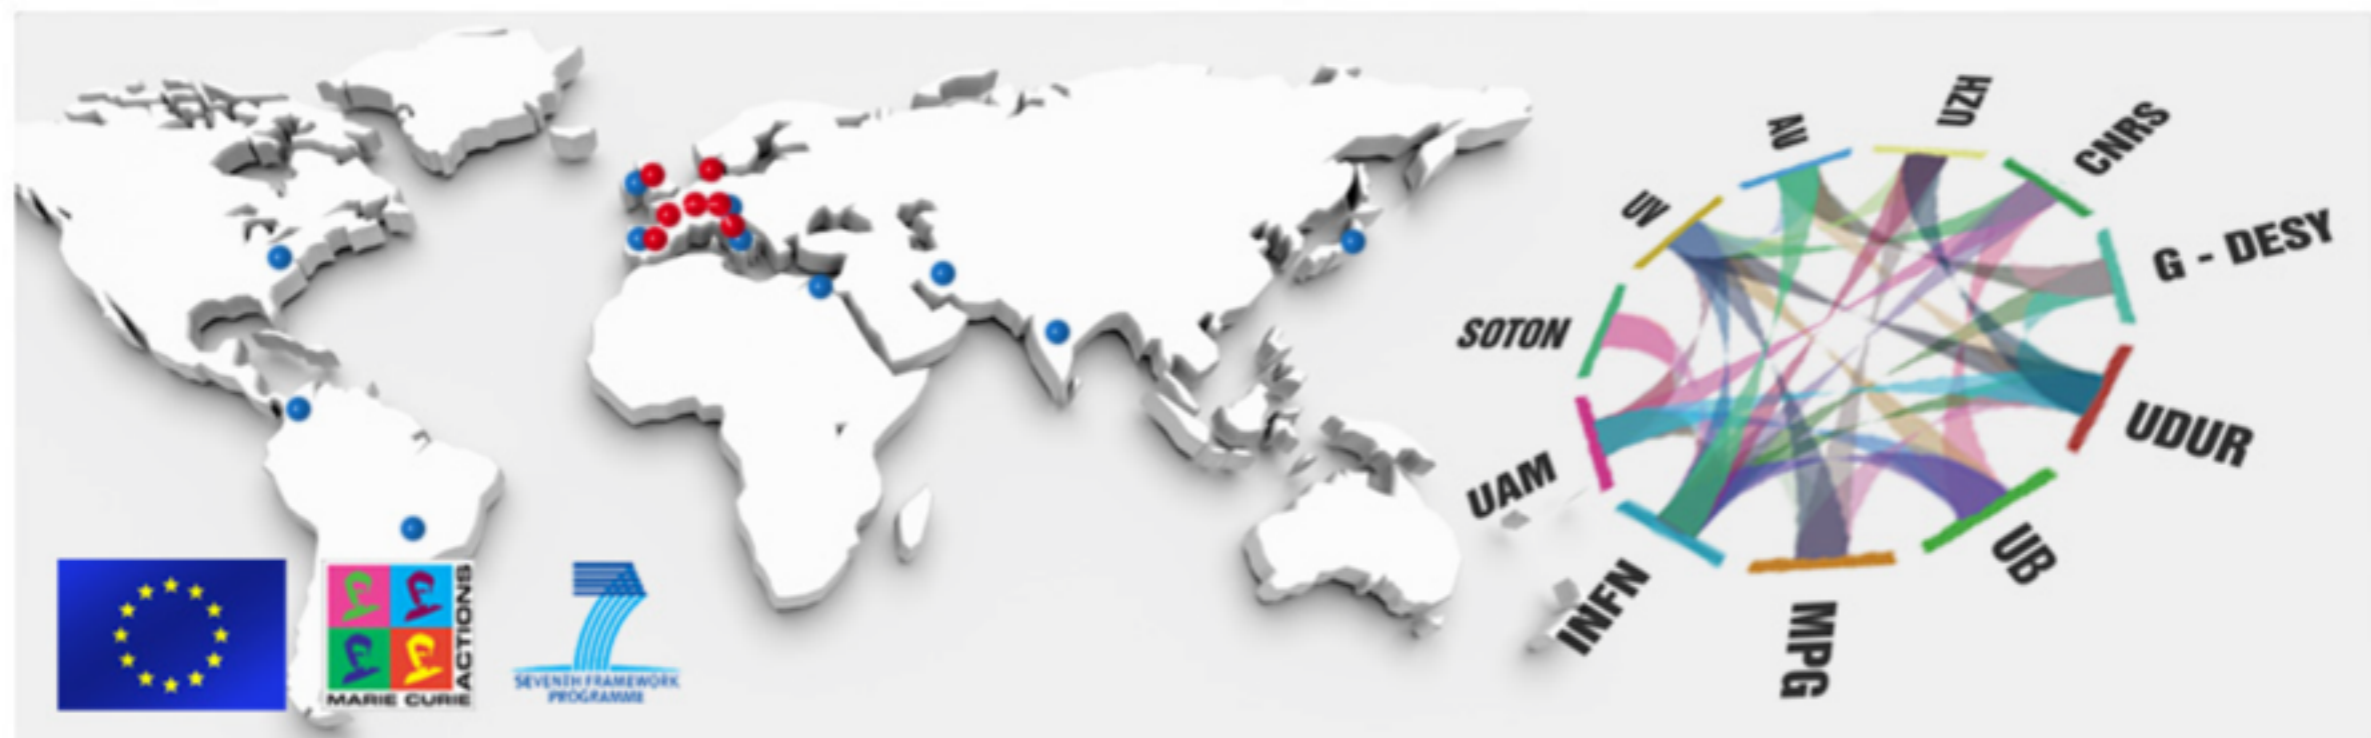 AU
UZH
CNRS
UV
G - DESY
SOTON
UDUR
UAM
UB
INFN
MPG
MARIE CURIE ACTIONS
SEVENTH FRAMEWORK
PROGRAMME